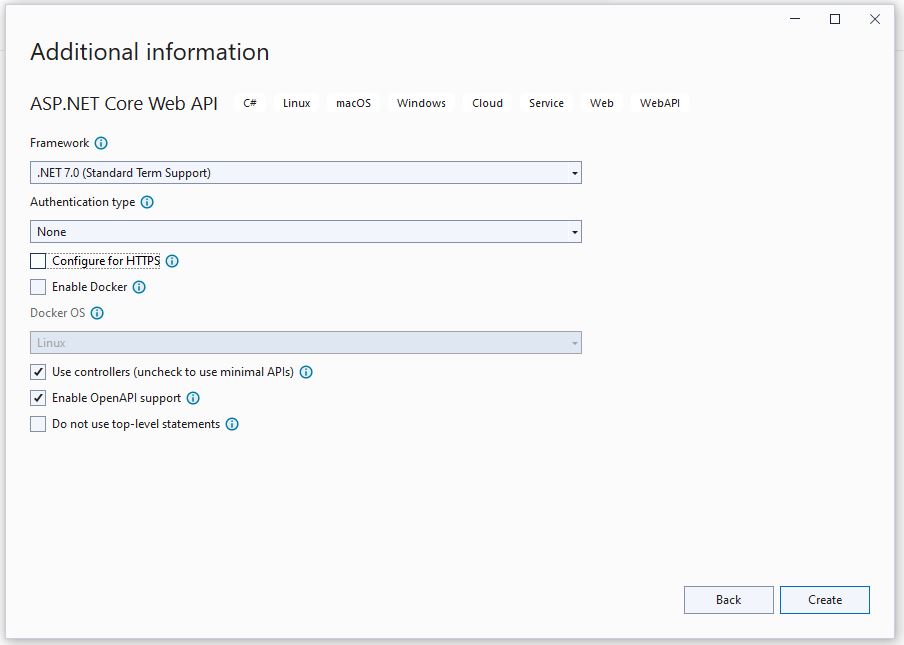 Additional information
ASP.NET Core Web API C# Linux macOS Windows Cloud Service Web WebAPI
Framework
.NET 7.0 (Standard Term Support)
Authentication type
None
Configure for HTTPS
Enable Docker
Docker OS
Linux
Use controllers (uncheck to use minimal APIs)
Enable OpenAPI support
Do not use top-level statements
Back Create